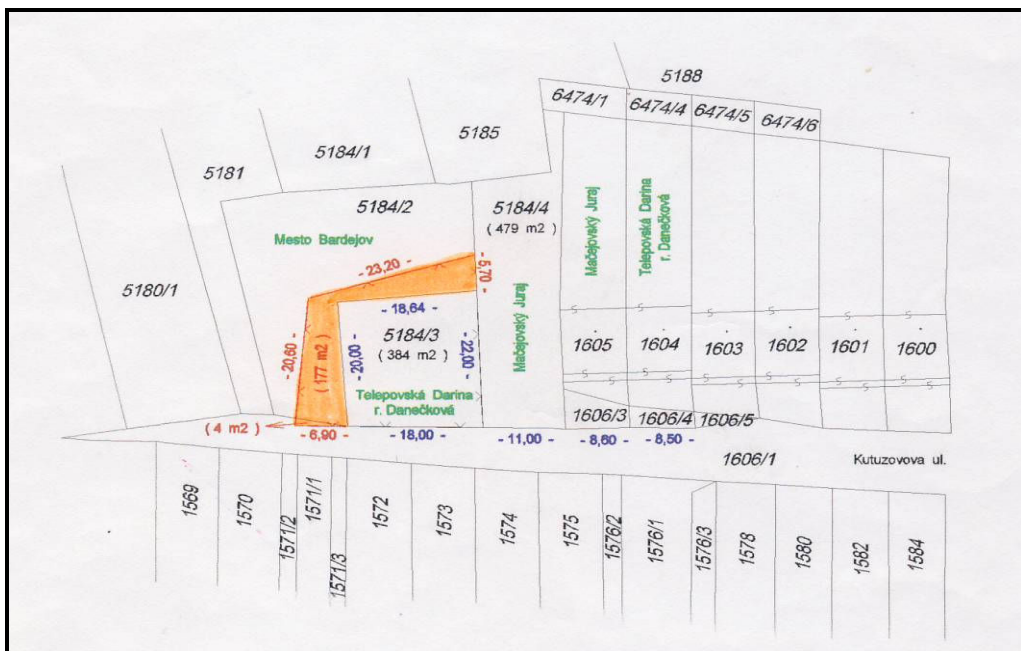 5188
6474/1
6474/4
6474/5
6474/6
5185
5184/1
5181
5184/2
5184/4
( 479 m2 )
Mesto Bardejov
Mačejovský Juraj
Telepovská Darina
r. Danečková
- 23,20 -
- 5,70 -
5180/1
- 18,64 -
Mačejovský Juraj
5184/3
( 384 m2 )
- 20,60 -
( 177 m2 )
- 20,00 -
- 22,00 -
1605
1604
1603
1602
1601
1600
Telepovská Darina
r. Danečková
1606/3
1606/4
1606/5
( 4 m2 )
- 6,90 -
- 18,00 -
- 11,00 -
- 8,60 -
- 8,50 -
1606/1
Kutuzovova ul.
1569
1570
1571/2
1571/1
1571/3
1572
1573
1574
1575
1576/2
1576/1
1576/3
1578
1580
1582
1584